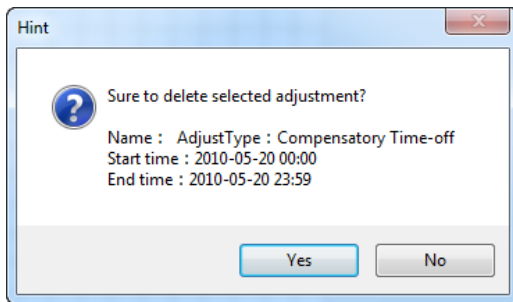 Hint
Sure to delete selected adjustment?
Name： AdjustType：Compensatory Time-off
Start time：2010-05-20 00:00
End time：2010-05-20 23:59
Yes No